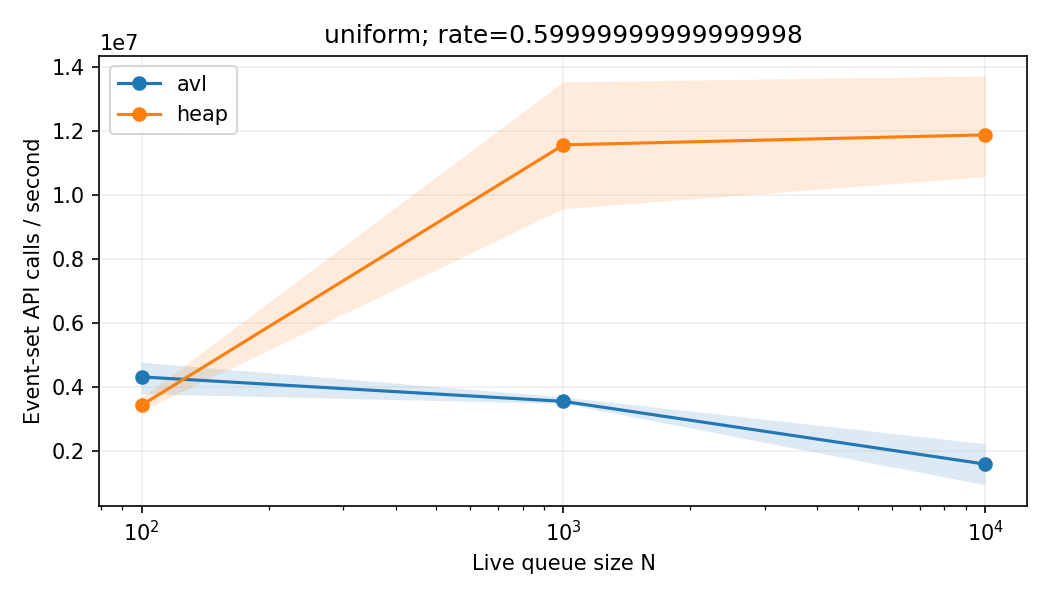 uniform; rate=0.59999999999999998
1e7
avl
heap
1.4
1.2
1.0
0.8
0.6
0.4
0.2
Event-set API calls / second
10²
10³
10⁴
Live queue size N